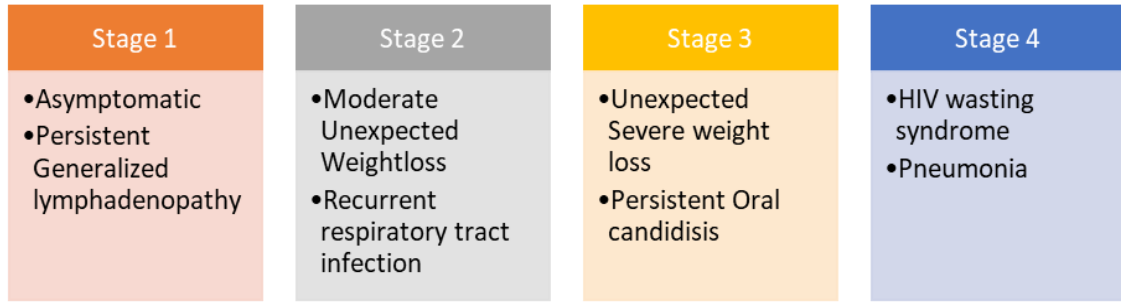 Stage 1
•Asymptomatic
•Persistent
Generalized
lymphadenopathy
Stage 2
•Moderate
Unexpected
Weightloss
•Recurrent
respiratory tract
infection
Stage 3
•Unexpected
Severe weight
loss
•Persistent Oral
candidisis
Stage 4
•HIV wasting
syndrome
•Pneumonia